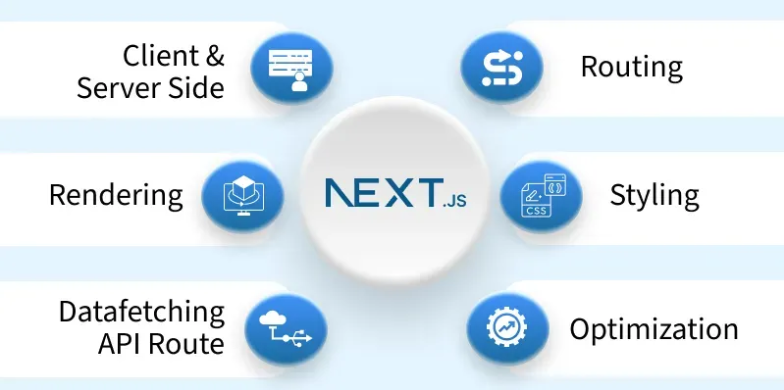 Client &
Server Side
Routing
NEXT.JS
Rendering
Styling
CSS
Datafetching
API Route
Optimization